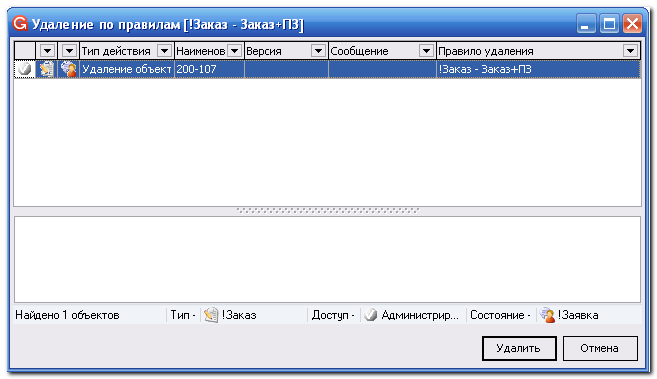 G Удаление по правилам [!Заказ - Заказ+ПЗ]
Тип действия Наименов Версия Сообщение Правило удаления
Удаление объект 200-107 !Заказ - Заказ+ПЗ
Найдено 1 объектов Тип - !Заказ Доступ - Администрир... Состояние - !Заявка
Удалить Отмена